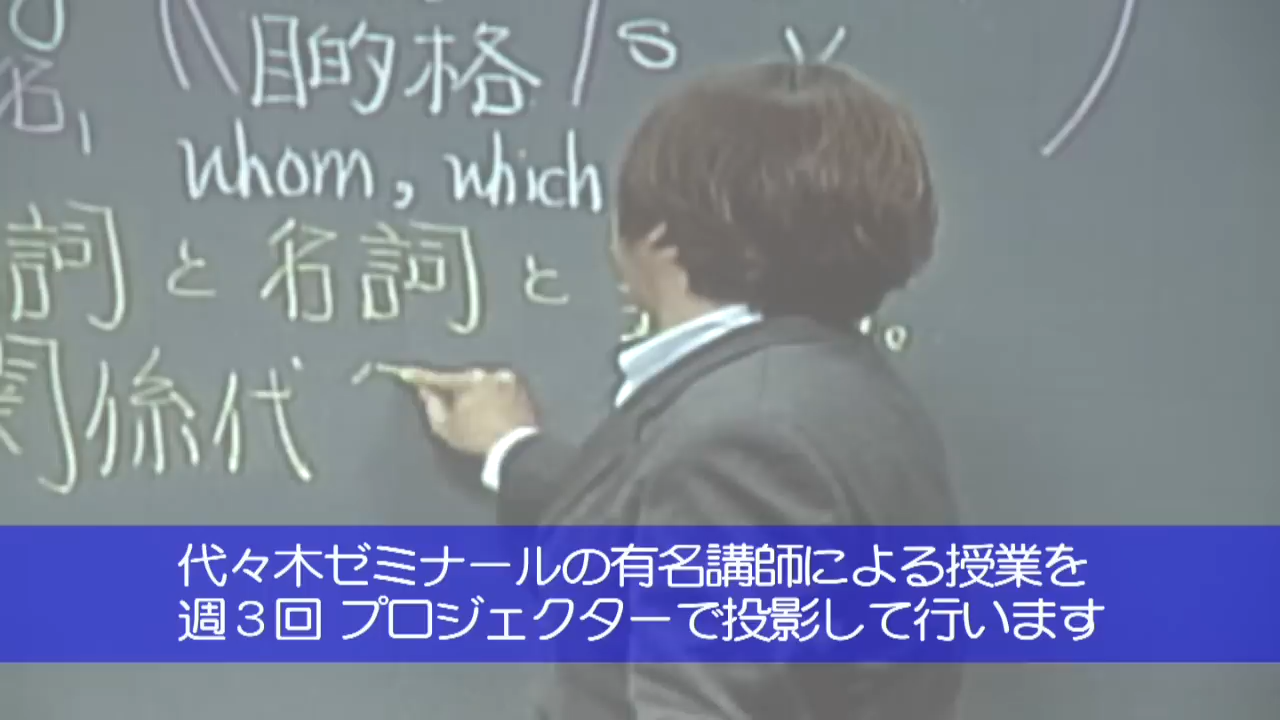 名1 (目的格) S V
whom, which
詞と名詞と
関係代
代々木ゼミナールの有名講師による授業を
週3回 プロジェクターで投影して行います